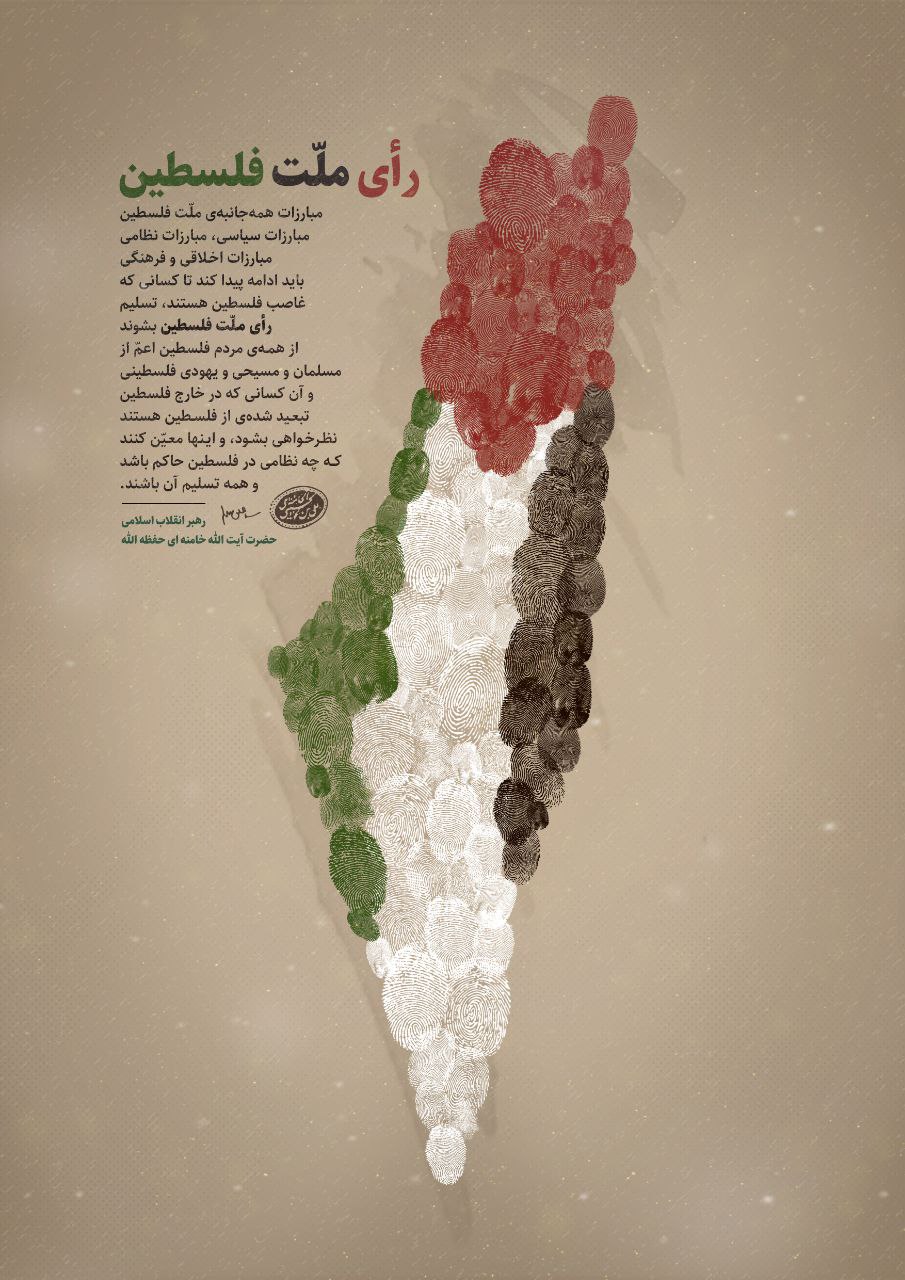 رأی ملّت فلسطین
مبارزات همه‌جانبه‌ی ملّت فلسطین
مبارزات سیاسی، مبارزات نظامی
مبارزات اخلاقی و فرهنگی
باید ادامه پیدا کند تا کسانی که
غاصب فلسطین هستند، تسلیم
رأی ملّت فلسطین بشوند
از همه‌ی مردم فلسطین اعمّ از
مسلمان و مسیحی و یهودی فلسطینی
و آن کسانی که در خارج فلسطین
تبعید شده‌ی از فلسطین هستند
نظرخواهی بشود، و اینها معیّن کنند
که چه نظامی در فلسطین حاکم باشد
و همه تسلیم آن باشند.
رهبر انقلاب اسلامی
حضرت آیت الله خامنه ای حفظه الله